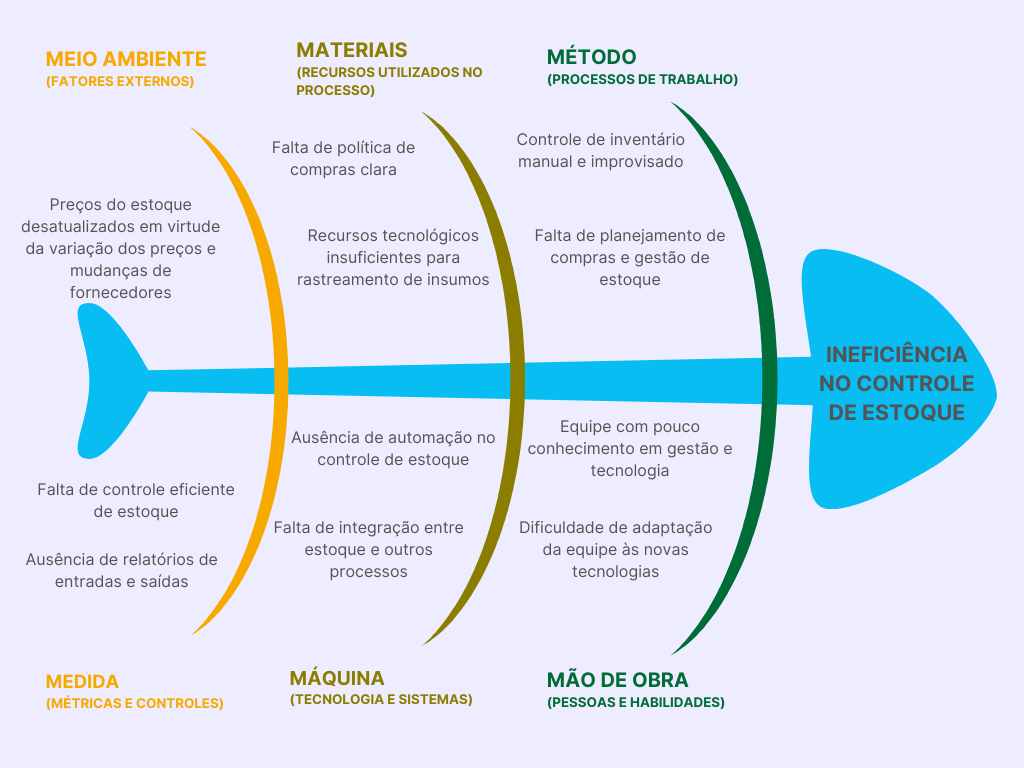 MEIO AMBIENTE
(FATORES EXTERNOS)
Preços do estoque
desatualizados em virtude
da variação dos preços e
mudanças de
fornecedores
MATERIAIS
(RECURSOS UTILIZADOS NO
PROCESSO)
Falta de política de
compras clara
Recursos tecnológicos
insuficientes para
rastreamento de insumos
MÉTODO
(PROCESSOS DE TRABALHO)
Controle de inventário
manual e improvisado
Falta de planejamento de
compras e gestão de
estoque
INEFICIÊNCIA
NO CONTROLE
DE ESTOQUE
Falta de controle eficiente
de estoque
Ausência de relatórios de
entradas e saídas
MEDIDA
(MÉTRICAS E CONTROLES)
Ausência de automação no
controle de estoque
Falta de integração entre
estoque e outros
processos
MÁQUINA
(TECNOLOGIA E SISTEMAS)
Equipe com pouco
conhecimento em gestão e
tecnologia
Dificuldade de adaptação
da equipe às novas
tecnologias
MÃO DE OBRA
(PESSOAS E HABILIDADES)